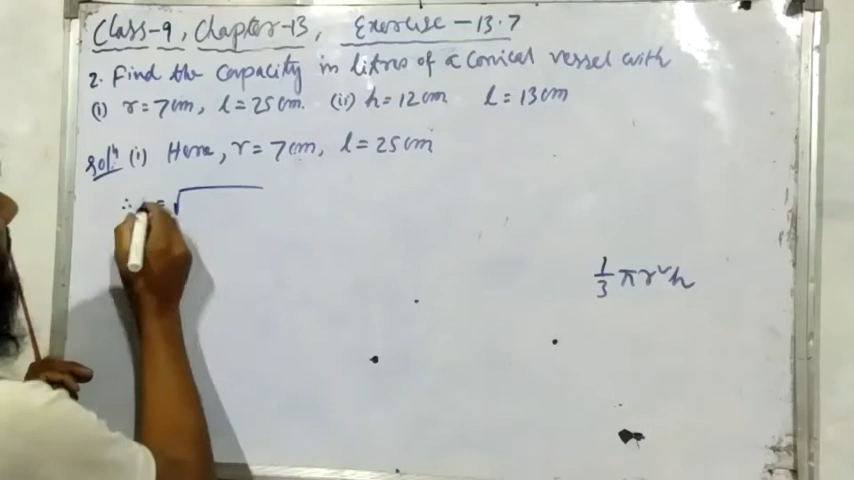 Class-9, Chapter-13, Exercise-13.7
2. Find the capacity in litres of a conical vessel with
(i) r=7cm, l=25cm. (ii) h=12cm l=13cm
Solⁿ (i) Here, r=7cm, l=25cm
∴ = √
1/3 πr²h